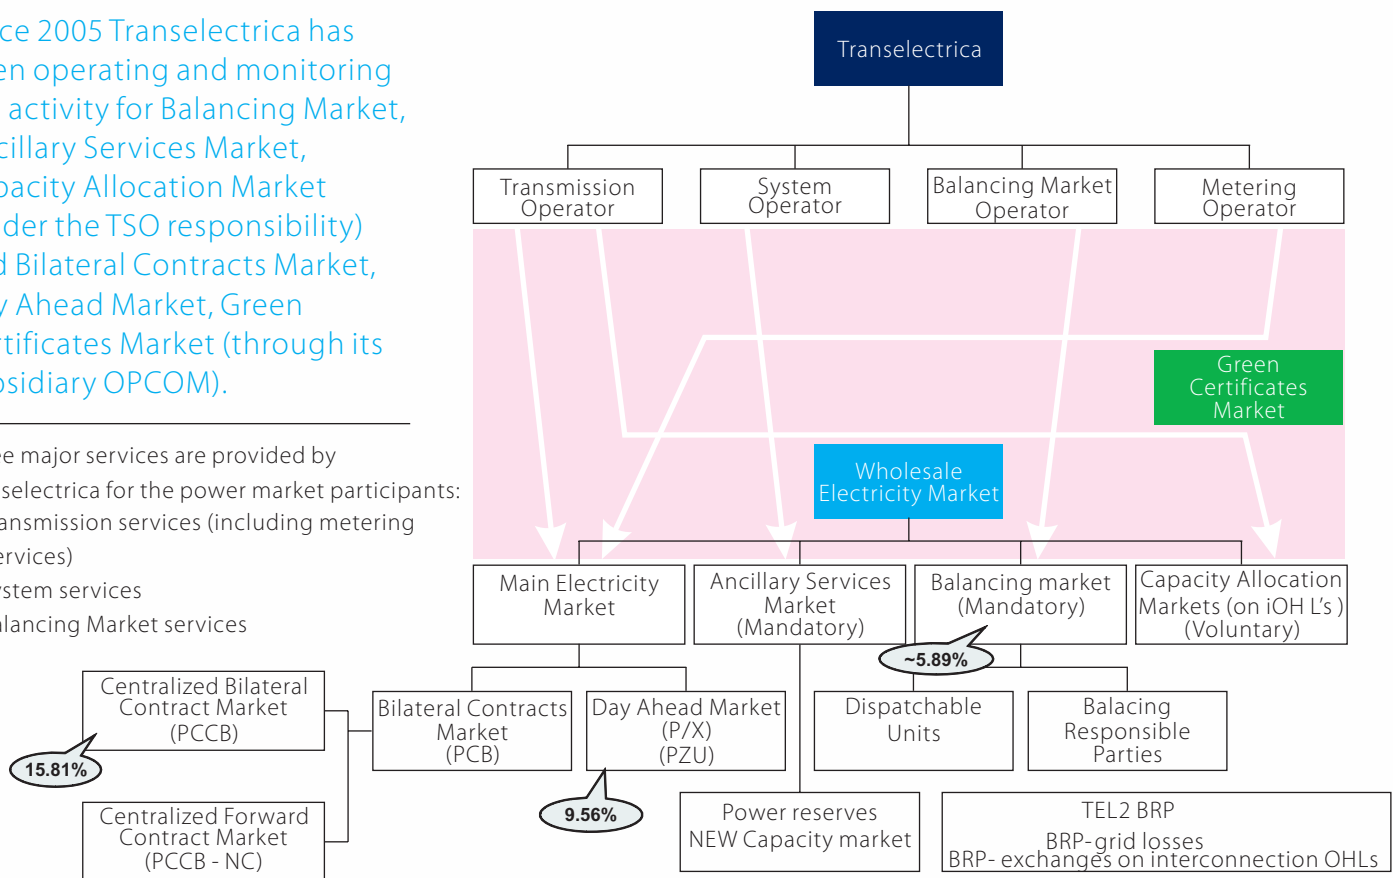 ce 2005 Transelectrica has
en operating and monitoring
activity for Balancing Market,
cillary Services Market,
pacity Allocation Market
der the TSO responsibility)
d Bilateral Contracts Market,
y Ahead Market, Green
rtificates Market (through its
bsidiary OPCOM).
ee major services are provided by
nselectrica for the power market participants:
ransmission services (including metering
ervices)
ystem services
alancing Market services
Transelectrica
Transmission
Operator
System
Operator
Balancing Market
Operator
Metering
Operator
Green
Certificates
Market
Wholesale
Electricity Market
Main Electricity
Market
Ancillary Services
Market
(Mandatory)
Balancing market
(Mandatory)
Capacity Allocation
Markets (on iOH L's )
(Voluntary)
~5.89%
Centralized Bilateral
Contract Market
(PCCB)
15.81%
Bilateral Contracts
Market
(PCB)
Day Ahead Market
(P/X)
(PZU)
9.56%
Dispatchable
Units
Balacing
Responsible
Parties
Centralized Forward
Contract Market
(PCCB - NC)
Power reserves
NEW Capacity market
TEL2 BRP
BRP-grid losses
BRP- exchanges on interconnection OHLs